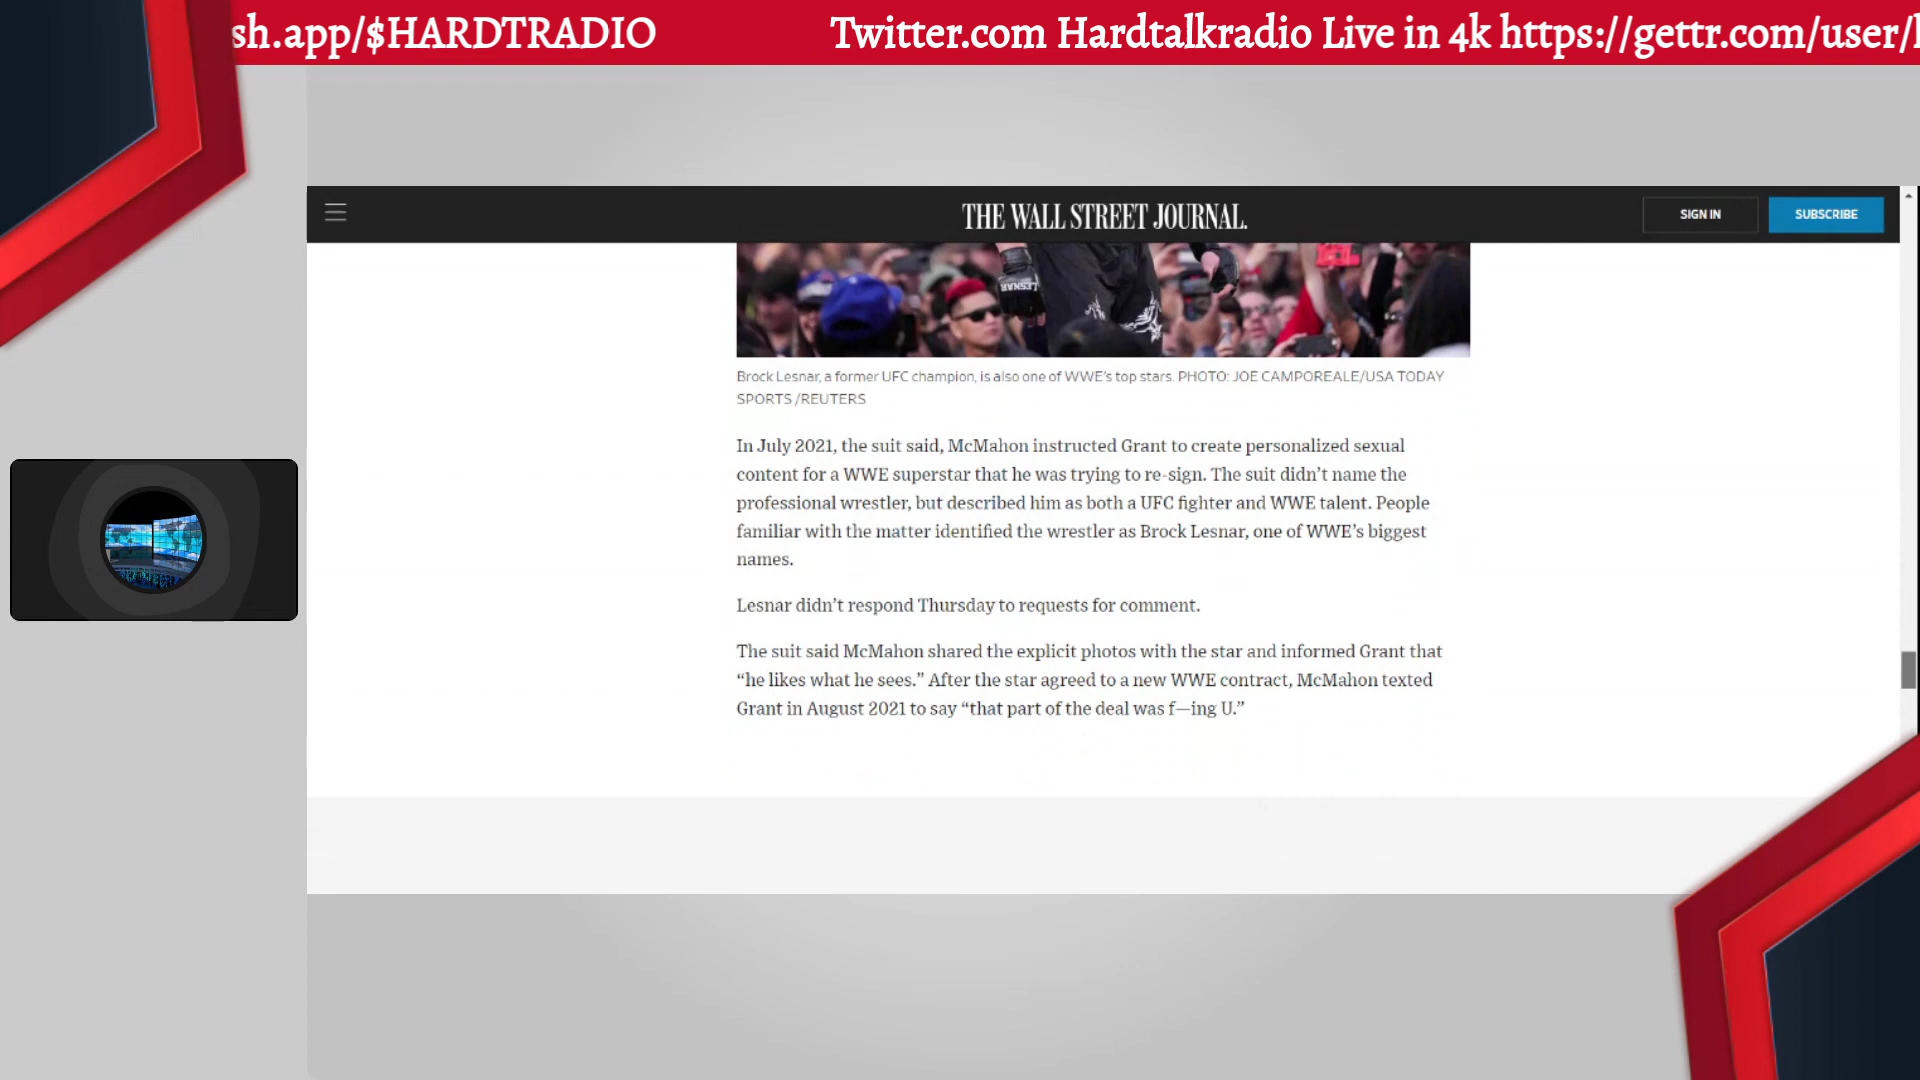 sh.app/$HARDTRADIO Twitter.com Hardtalkradio Live in 4k https://gettr.com/user/
THE WALL STREET JOURNAL.
SIGN IN
SUBSCRIBE
LESNAR
Brock Lesnar, a former UFC champion, is also one of WWE’s top stars. PHOTO: JOE CAMPOREALE/USA TODAY
SPORTS /REUTERS
In July 2021, the suit said, McMahon instructed Grant to create personalized sexual
content for a WWE superstar that he was trying to re-sign. The suit didn’t name the
professional wrestler, but described him as both a UFC fighter and WWE talent. People
familiar with the matter identified the wrestler as Brock Lesnar, one of WWE’s biggest
names.
Lesnar didn’t respond Thursday to requests for comment.
The suit said McMahon shared the explicit photos with the star and informed Grant that
“he likes what he sees.” After the star agreed to a new WWE contract, McMahon texted
Grant in August 2021 to say “that part of the deal was f—ing U.”